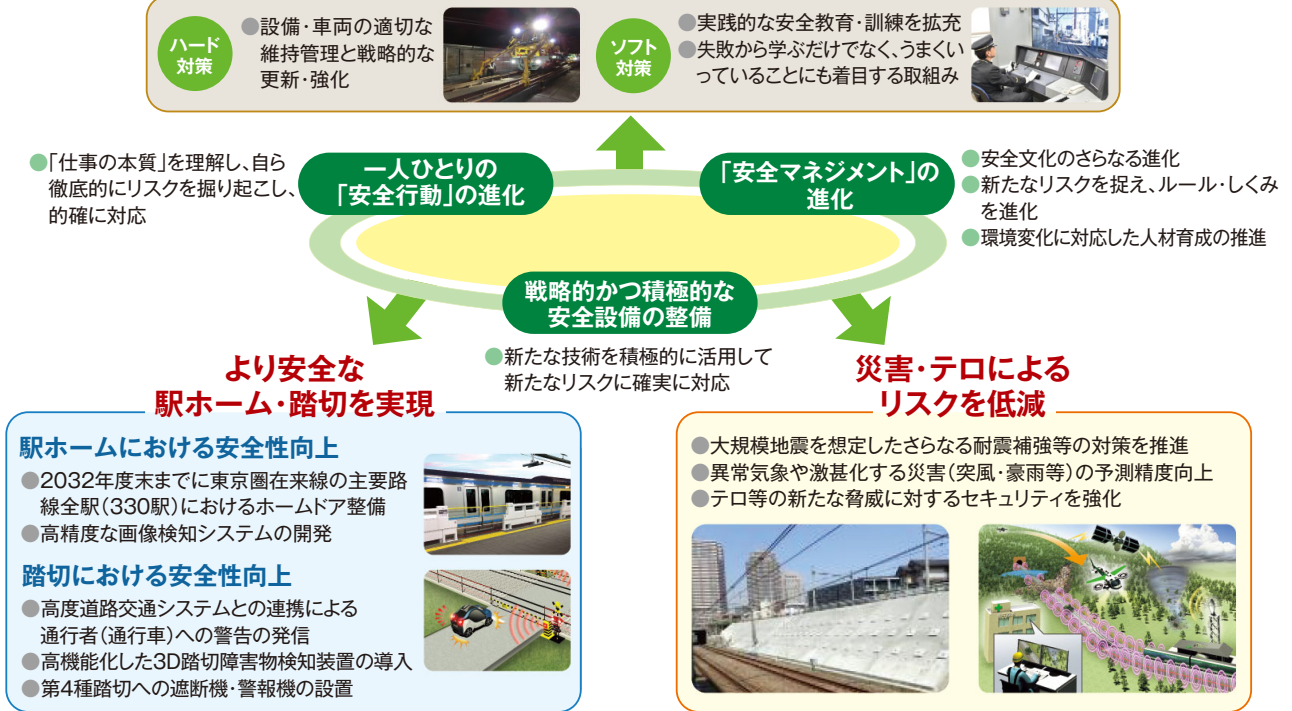 ハード
対策
●設備・車両の適切な
維持管理と戦略的な
更新・強化
ソフト
対策
●実践的な安全教育・訓練を拡充
●失敗から学ぶだけでなく、うまくい
っていることにも着目する取組み
●「仕事の本質」を理解し、自ら
徹底的にリスクを掘り起こし、
的確に対応
一人ひとりの
「安全行動」の進化
「安全マネジメント」の
進化
●安全文化のさらなる進化
●新たなリスクを捉え、ルール・しくみ
を進化
●環境変化に対応した人材育成の推進
戦略的かつ積極的な
安全設備の整備
●新たな技術を積極的に活用して
新たなリスクに確実に対応
より安全な
駅ホーム・踏切を実現
駅ホームにおける安全性向上
●2032年度末までに東京圏在来線の主要路
線全駅(330駅)におけるホームドア整備
●高精度な画像検知システムの開発
踏切における安全性向上
●高度道路交通システムとの連携による
通行者(通行車)への警告の発信
●高機能化した3D踏切障害物検知装置の導入
●第4種踏切への遮断機・警報機の設置
災害・テロによる
リスクを低減
●大規模地震を想定したさらなる耐震補強等の対策を推進
●異常気象や激甚化する災害(突風・豪雨等)の予測精度向上
●テロ等の新たな脅威に対するセキュリティを強化